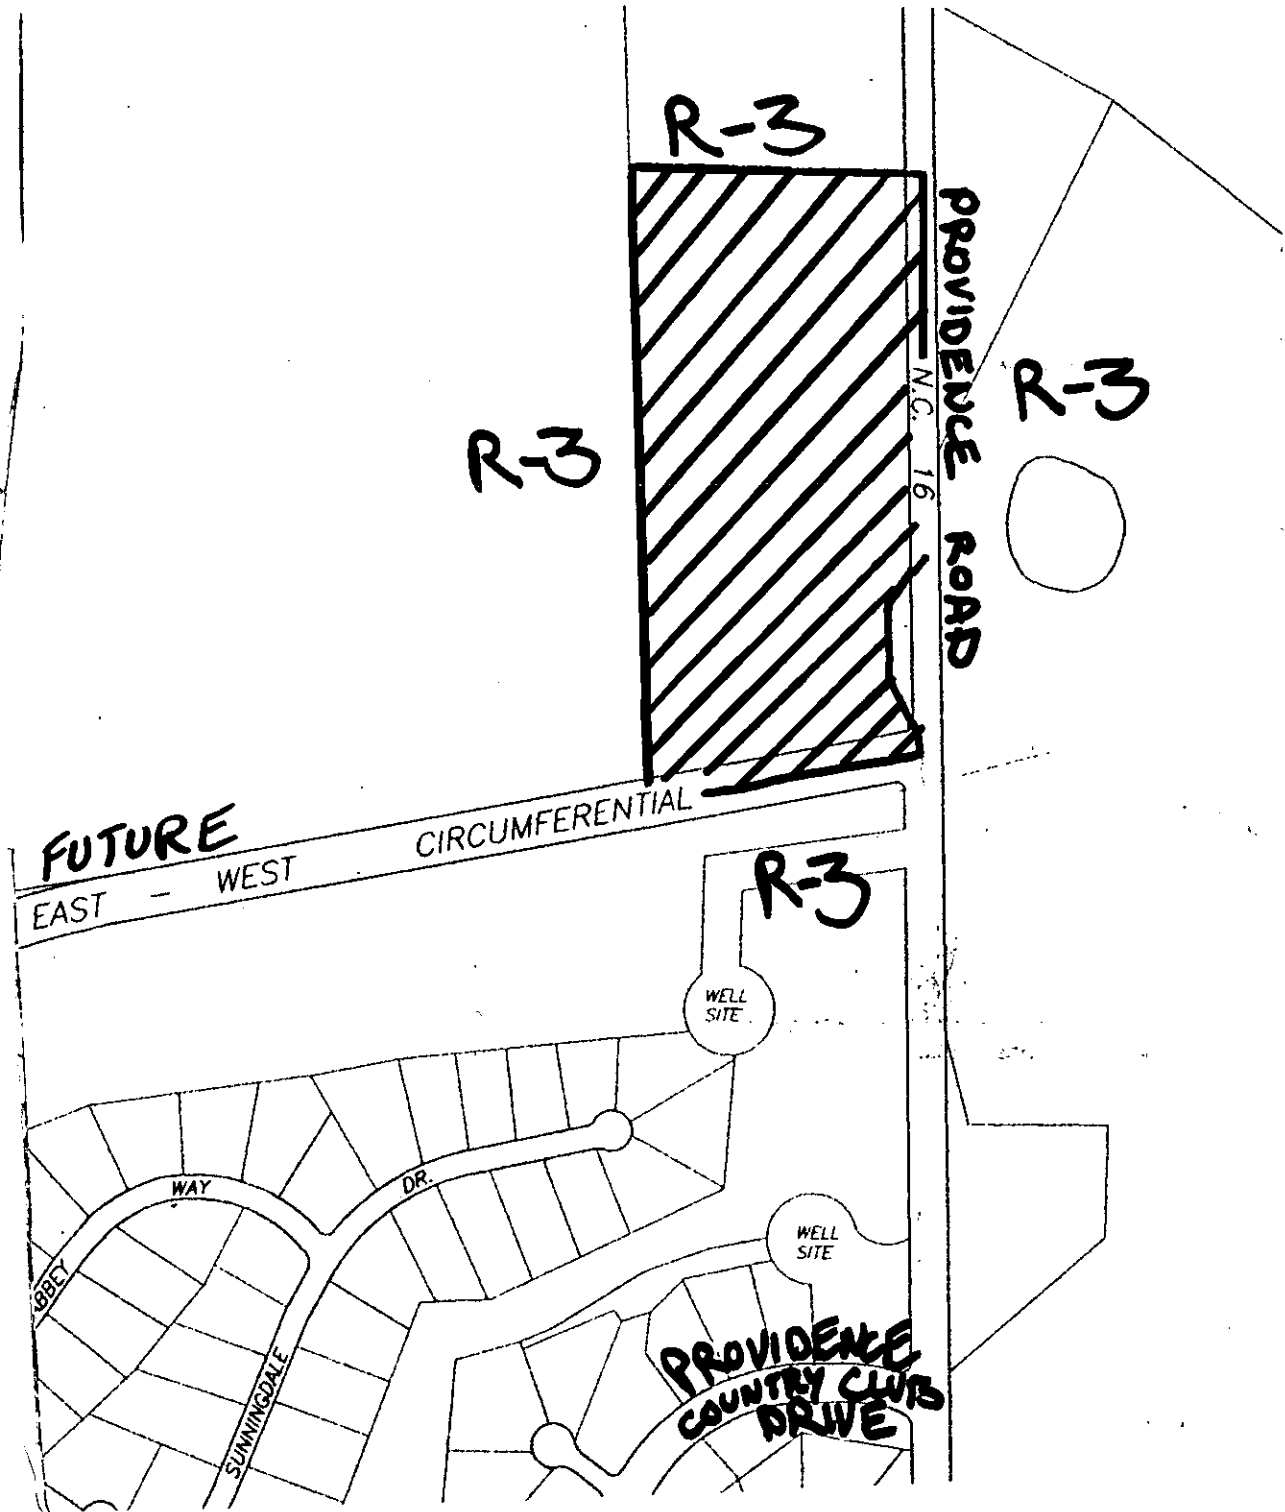 R-3
PROVIDENCE ROAD
N.C. 16
R-3
R-3
FUTURE
EAST - WEST CIRCUMFERENTIAL
R-3
WELL
SITE
WAY
DR.
WELL
SITE
ABBEY
SUNNINGDALE
PROVIDENCE
COUNTRY CLUB
DRIVE